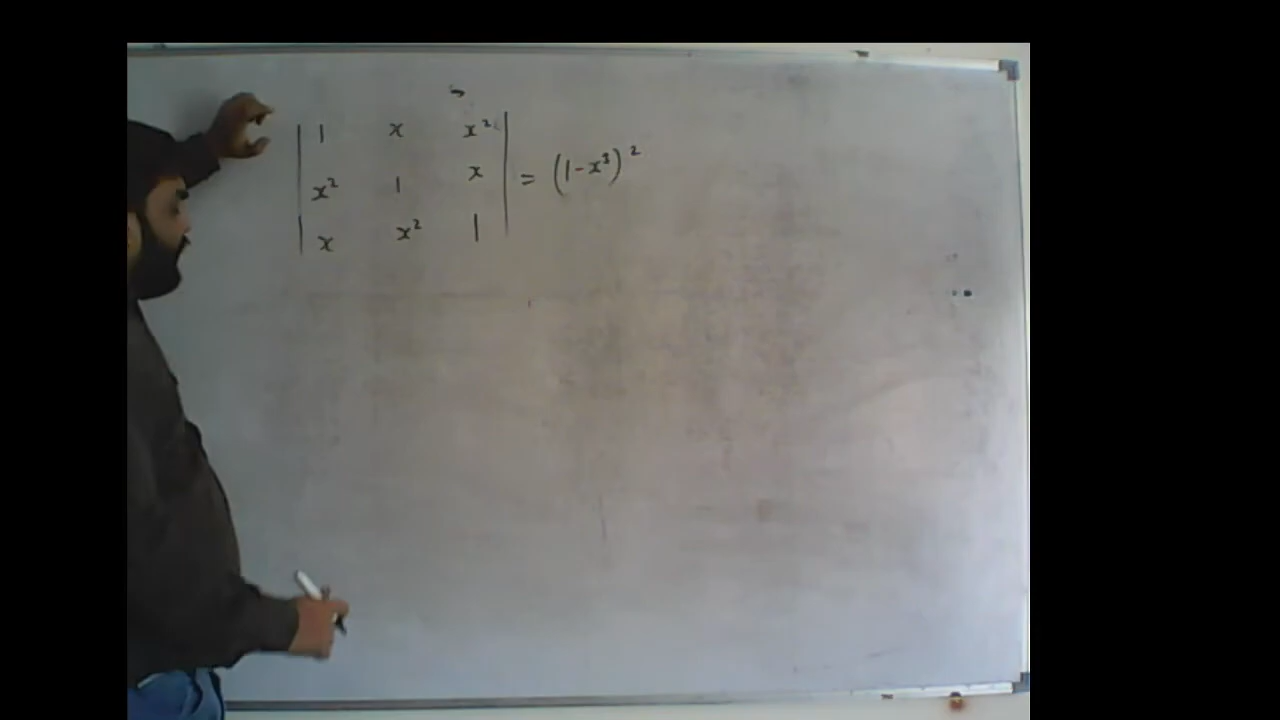 | 1 x x² |
| x² 1 x | = (1-x³)²
| x x² 1 |